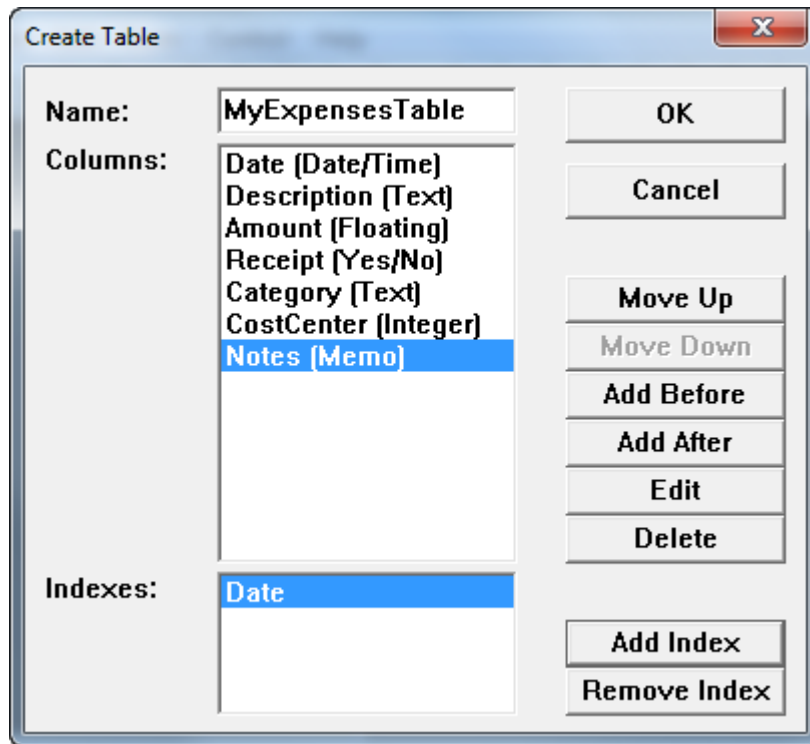 Create Table
Name:
MyExpensesTable
OK
Columns:
Date (Date/Time)
Description (Text)
Amount (Floating)
Receipt (Yes/No)
Category (Text)
CostCenter (Integer)
Notes (Memo)
Cancel
Move Up
Move Down
Add Before
Add After
Edit
Delete
Indexes:
Date
Add Index
Remove Index